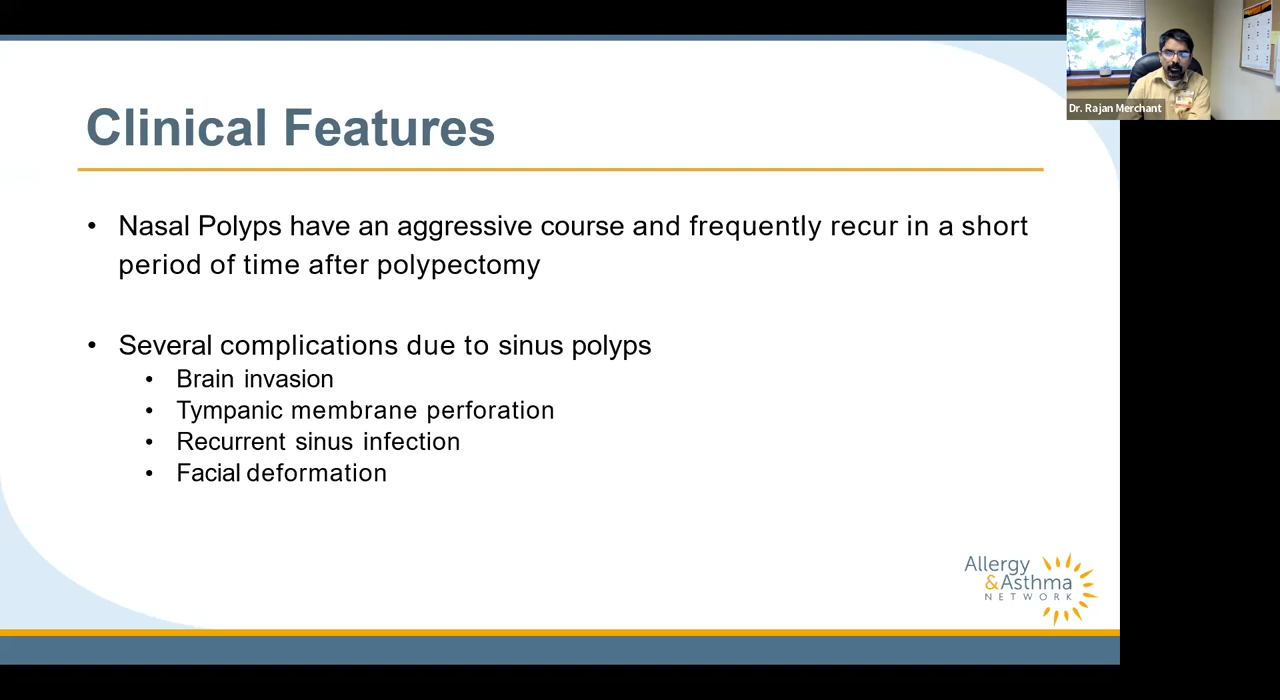 Dr. Rajan Merchant
Clinical Features
• Nasal Polyps have an aggressive course and frequently recur in a short
period of time after polypectomy
• Several complications due to sinus polyps
• Brain invasion
• Tympanic membrane perforation
• Recurrent sinus infection
• Facial deformation
Allergy
&Asthma
NETWORK